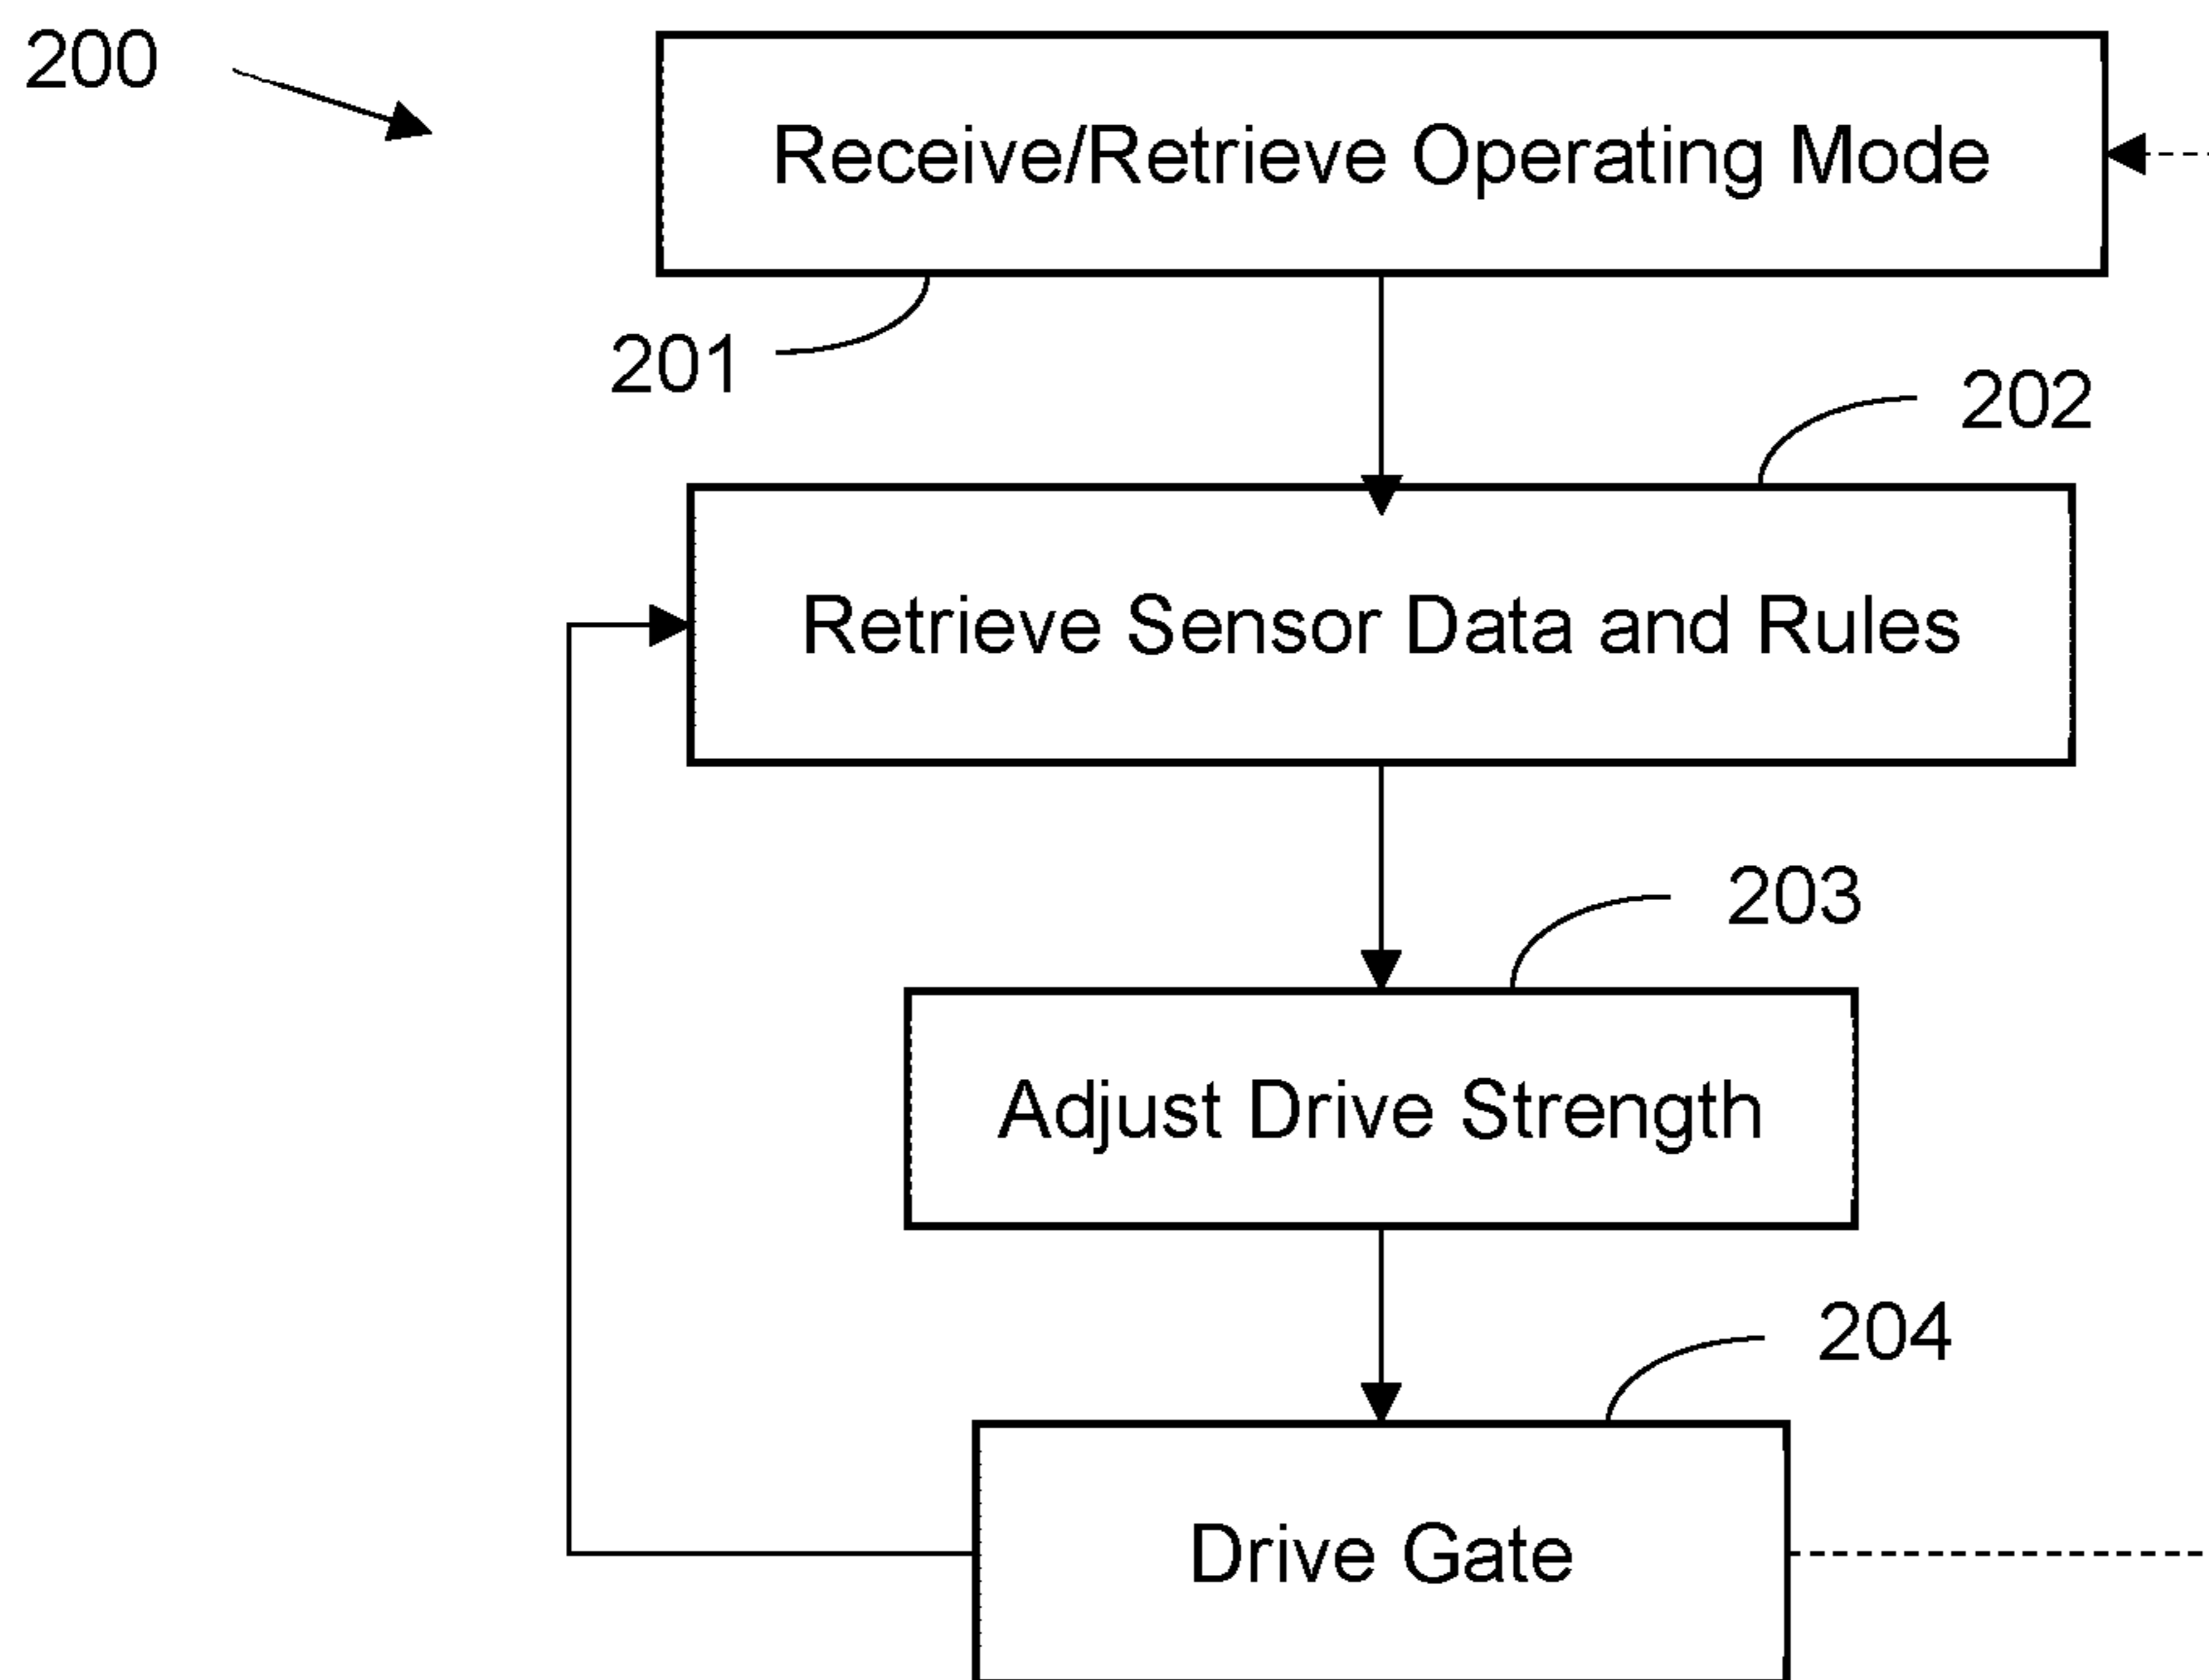 200
Receive/Retrieve Operating Mode
201
202
Retrieve Sensor Data and Rules
203
Adjust Drive Strength
204
Drive Gate